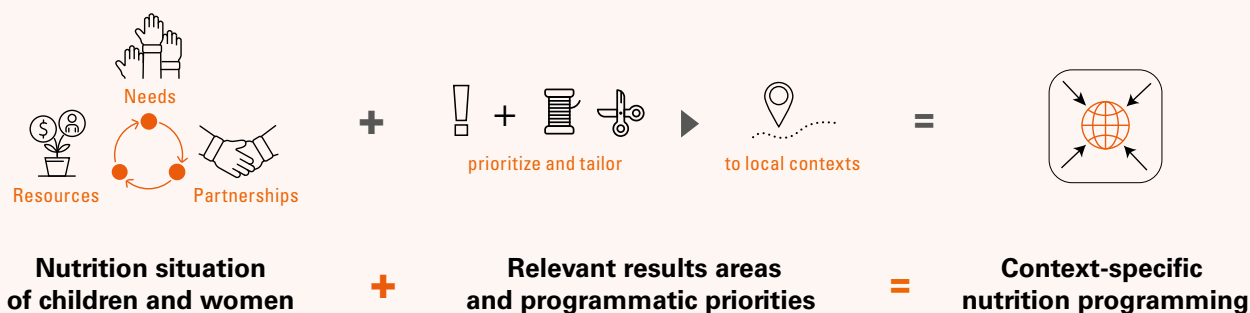 Needs
Resources
Partnerships
+
+
prioritize and tailor
to local contexts
=
Nutrition situation
of children and women
+
Relevant results areas
and programmatic priorities
=
Context-specific
nutrition programming